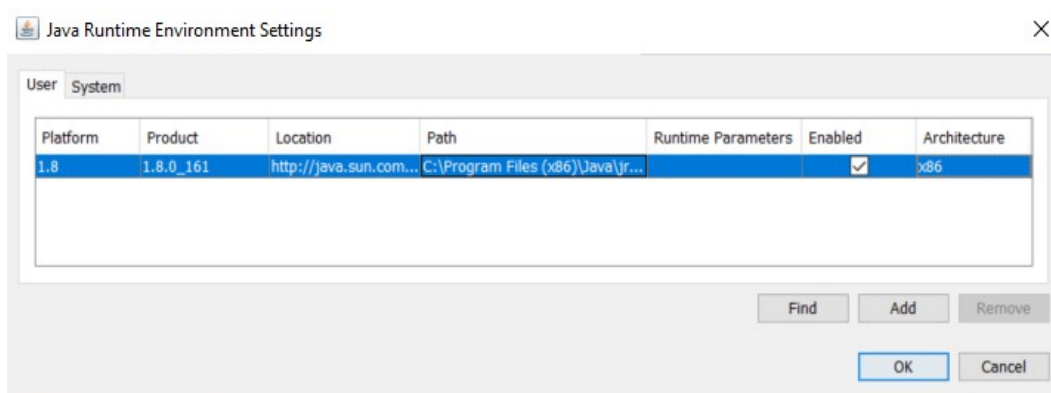 Java Runtime Environment Settings
User System
Platform Product Location Path Runtime Parameters Enabled Architecture
1.8 1.8.0_161 http://java.sun.com... C:\Program Files (x86)\Java\jr... x86
Find Add Remove
OK Cancel